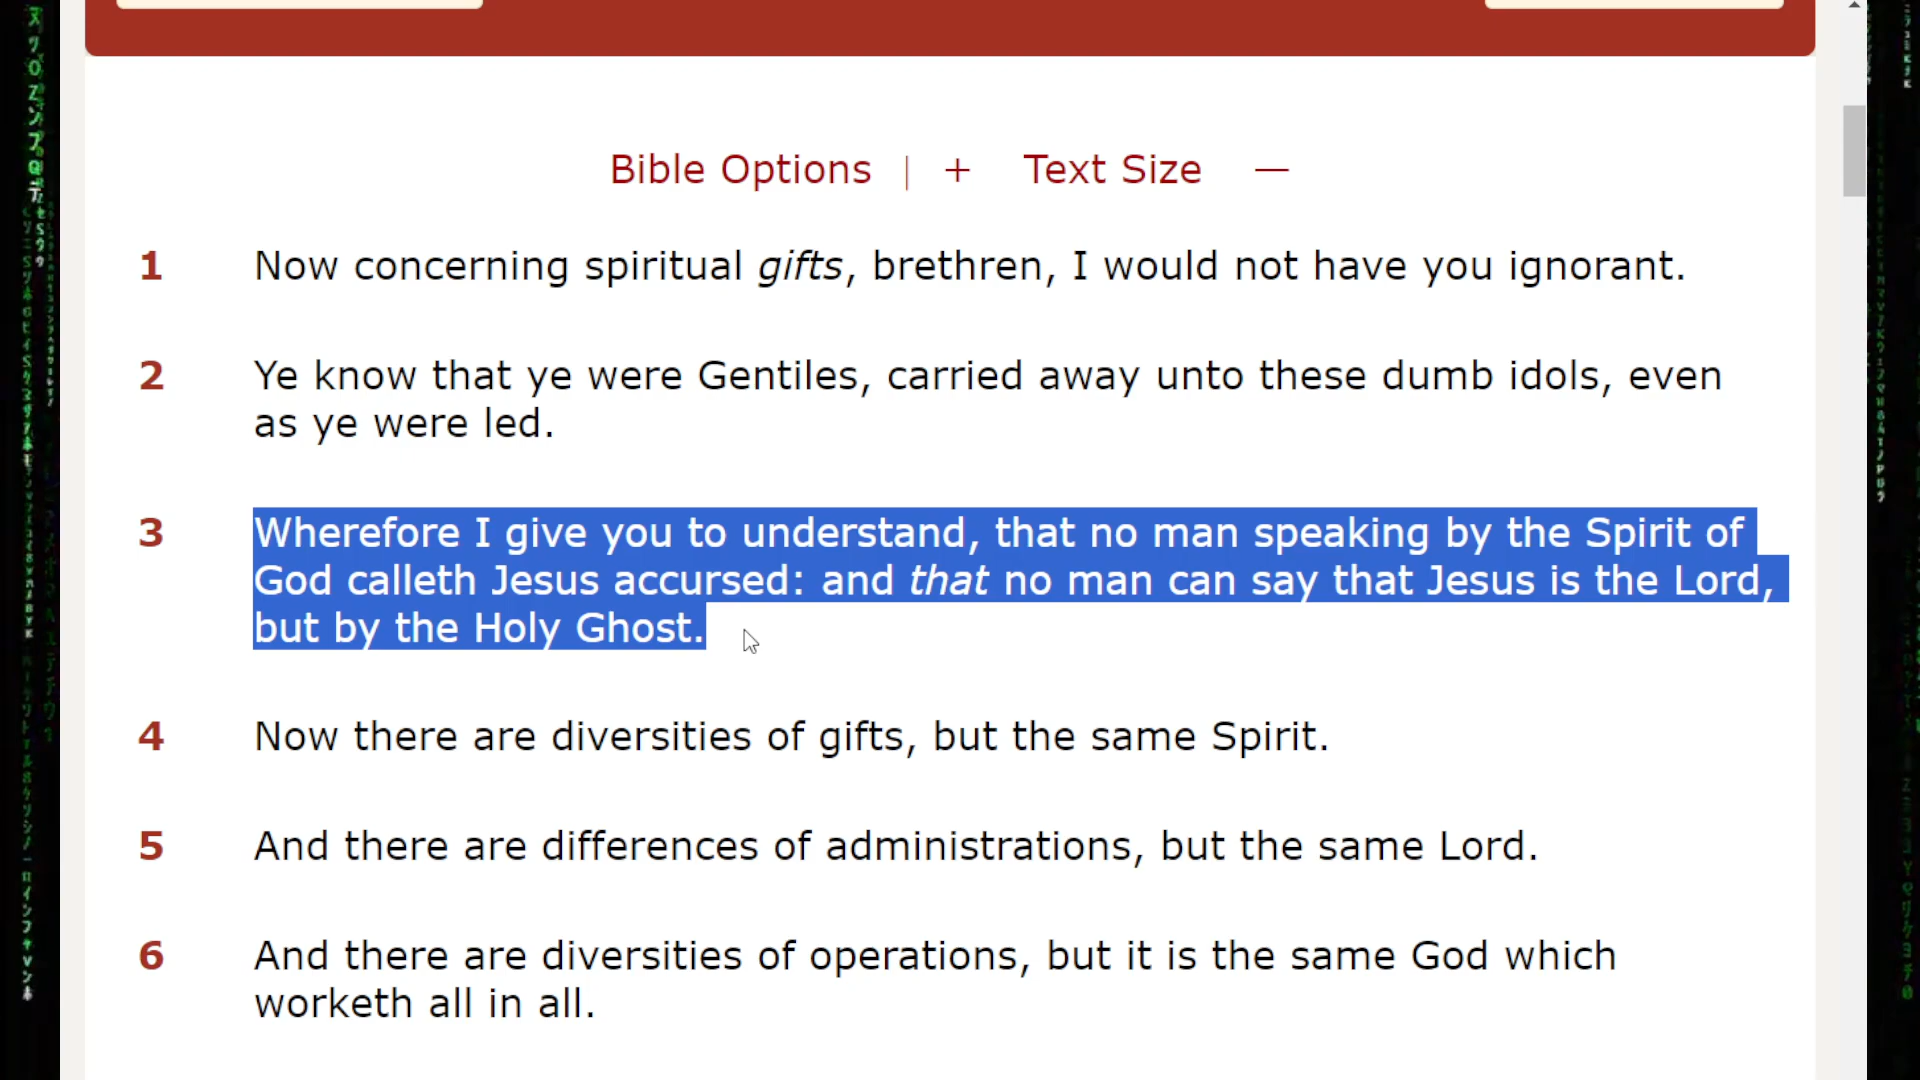 Bible Options | + Text Size —
1 Now concerning spiritual gifts, brethren, I would not have you ignorant.
2 Ye know that ye were Gentiles, carried away unto these dumb idols, even
as ye were led.
3 Wherefore I give you to understand, that no man speaking by the Spirit of
God calleth Jesus accursed: and that no man can say that Jesus is the Lord,
but by the Holy Ghost.
4 Now there are diversities of gifts, but the same Spirit.
5 And there are differences of administrations, but the same Lord.
6 And there are diversities of operations, but it is the same God which
worketh all in all.